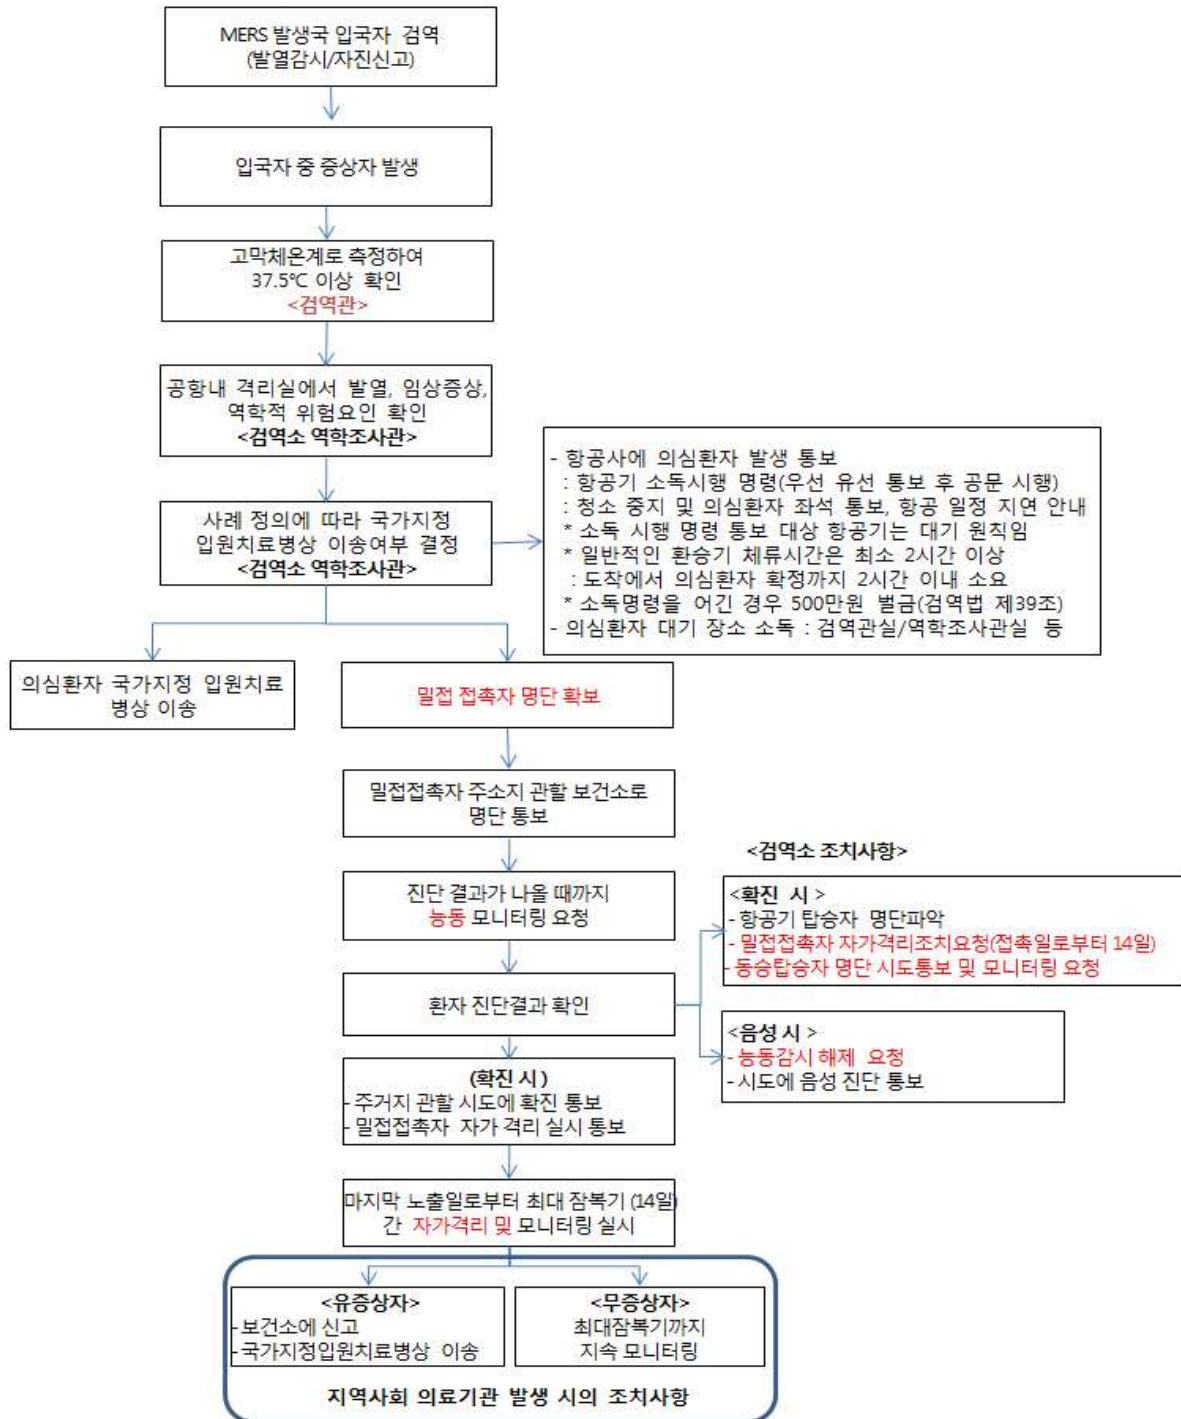 MERS 발생국 입국자 검역
(발열감시/자진신고)
입국자 중 증상자 발생
고막체온계로 측정하여
37.5℃ 이상 확인
<검역관>
공항내 격리실에서 발열, 임상증상,
역학적 위험요인 확인
<검역소 역학조사관>
사례 정의에 따라 국가지정
입원치료병상 이송여부 결정
<검역소 역학조사관>
- 항공사에 의심환자 발생 통보
: 항공기 소독시행 명령(우선 유선 통보 후 공문 시행)
: 청소 중지 및 의심환자 좌석 통보, 항공 일정 지연 안내
* 소독 시행 명령 통보 대상 항공기는 대기 원칙임
* 일반적인 환승기 체류시간은 최소 2시간 이상
: 도착에서 의심환자 확정까지 2시간 이내 소요
* 소독명령을 어긴 경우 500만원 벌금(검역법 제39조)
- 의심환자 대기 장소 소독 : 검역관실/역학조사관실 등
의심환자 국가지정 입원치료
병상 이송
밀접 접촉자 명단 확보
밀접접촉자 주소지 관할 보건소로
명단 통보
진단 결과가 나올 때까지
능동 모니터링 요청
환자 진단결과 확인
<검역소 조치사항>
<확진 시 >
- 항공기 탑승자 명단파악
- 밀접접촉자 자가격리조치요청(접촉일로부터 14일)
- 동승탑승자 명단 시도통보 및 모니터링 요청
<음성 시 >
- 능동감시 해제 요청
- 시도에 음성 진단 통보
(확진 시 )
- 주거지 관할 시도에 확진 통보
- 밀접접촉자 자가 격리 실시 통보
마지막 노출일로부터 최대 잠복기 (14일)
간 자가격리 및 모니터링 실시
<유증상자>
- 보건소에 신고
- 국가지정입원치료병상 이송
<무증상자>
최대잠복기까지
지속 모니터링
지역사회 의료기관 발생 시의 조치사항